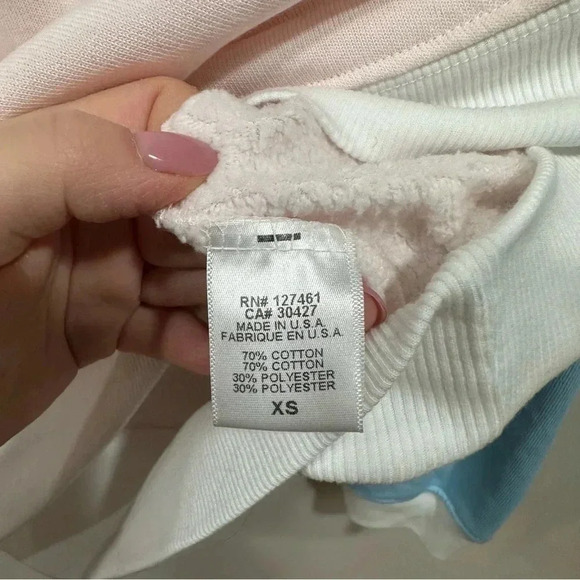 RN# 127461
CA# 30427
MADE IN U.S.A.
FABRIQUE EN U.S.A.
70% COTTON
70% COTTON
30% POLYESTER
30% POLYESTER
XS